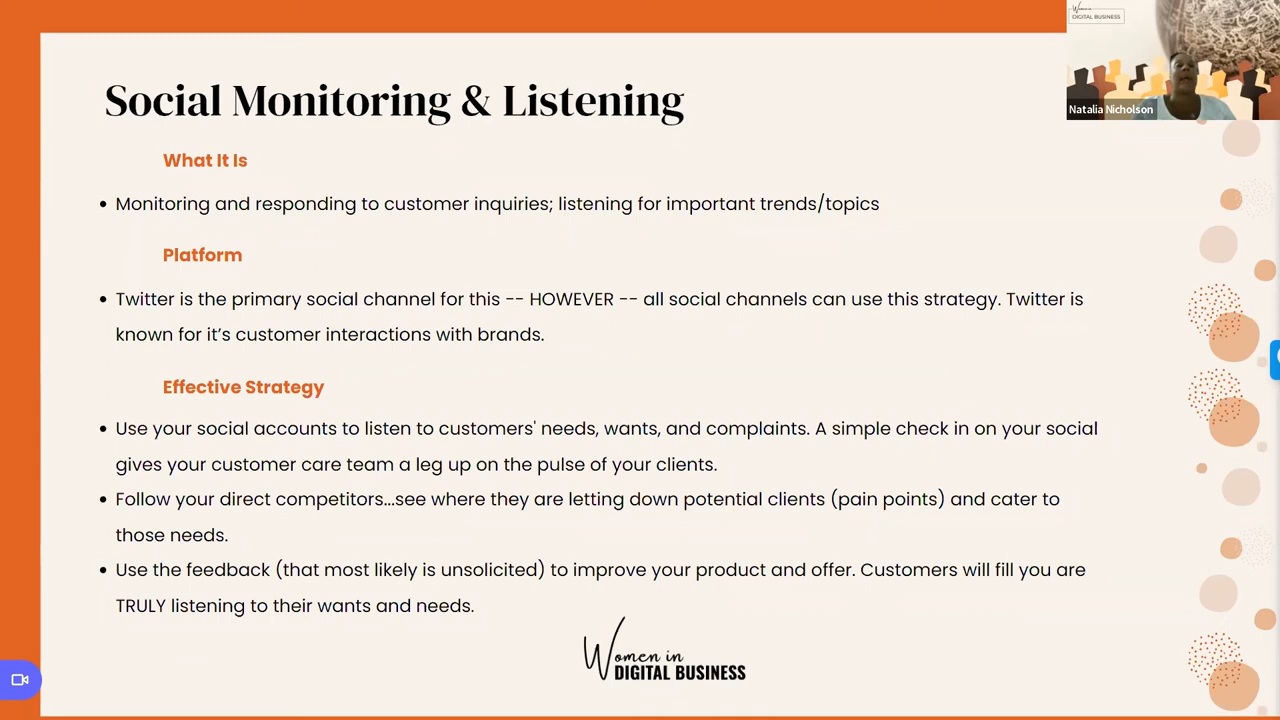 Women in
DIGITAL BUSINESS
Natalia Nicholson
Social Monitoring & Listening
What It Is
• Monitoring and responding to customer inquiries; listening for important trends/topics
Platform
• Twitter is the primary social channel for this -- HOWEVER -- all social channels can use this strategy. Twitter is
known for it’s customer interactions with brands.
Effective Strategy
• Use your social accounts to listen to customers' needs, wants, and complaints. A simple check in on your social
gives your customer care team a leg up on the pulse of your clients.
• Follow your direct competitors...see where they are letting down potential clients (pain points) and cater to
those needs.
• Use the feedback (that most likely is unsolicited) to improve your product and offer. Customers will fill you are
TRULY listening to their wants and needs.
Women in
DIGITAL BUSINESS